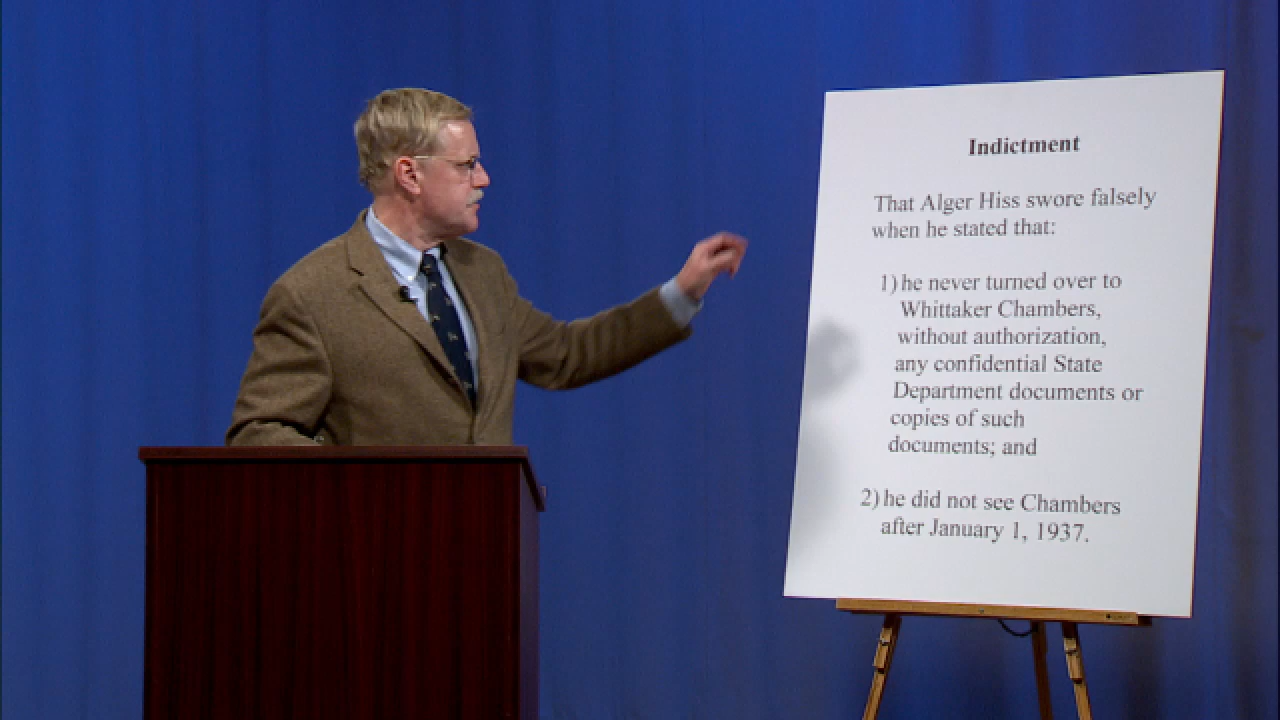 Indictment
That Alger Hiss swore falsely
when he stated that:
1) he never turned over to
Whittaker Chambers,
without authorization,
any confidential State
Department documents or
copies of such
documents; and
2) he did not see Chambers
after January 1, 1937.